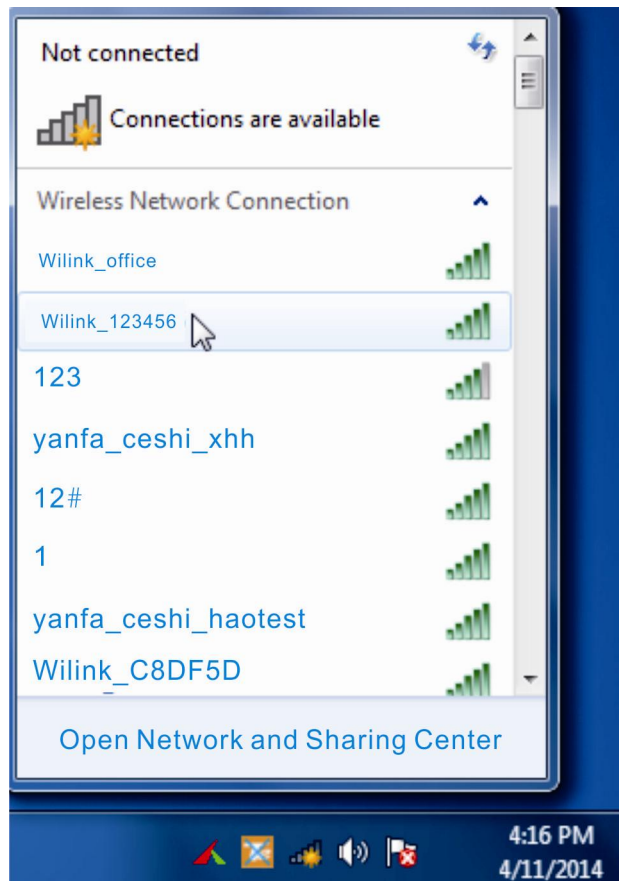 Not connected
Connections are available
Wireless Network Connection
Wilink_office
Wilink_123456
123
yanfa_ceshi_xhh
12#
1
yanfa_ceshi_haotest
Wilink_C8DF5D
Open Network and Sharing Center
4:16 PM
4/11/2014